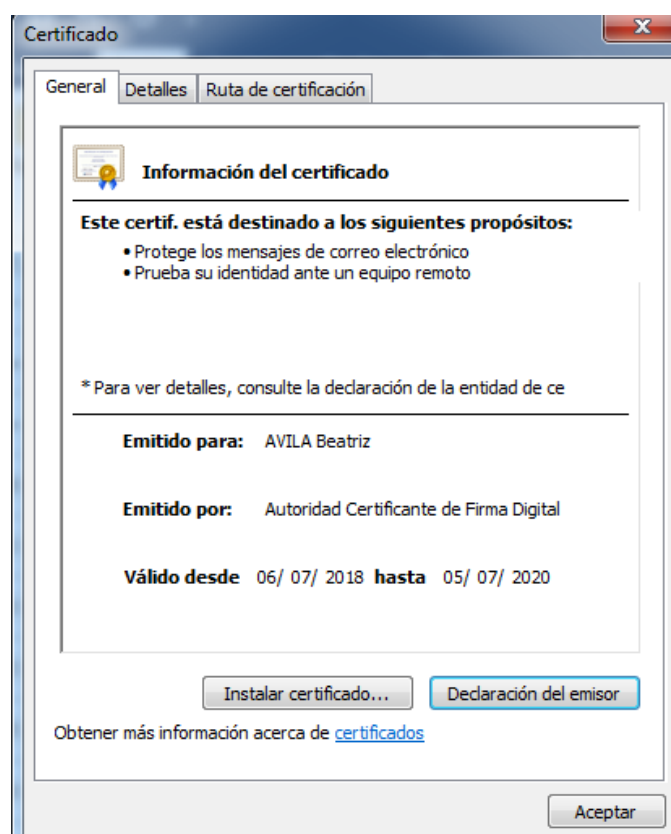 Certificado
General Detalles Ruta de certificación
Información del certificado
Este certif. está destinado a los siguientes propósitos:
• Protege los mensajes de correo electrónico
• Prueba su identidad ante un equipo remoto
* Para ver detalles, consulte la declaración de la entidad de ce
Emitido para: AVILA Beatriz
Emitido por: Autoridad Certificante de Firma Digital
Válido desde 06/ 07/ 2018 hasta 05/ 07/ 2020
Instalar certificado... Declaración del emisor
Obtener más información acerca de certificados
Aceptar